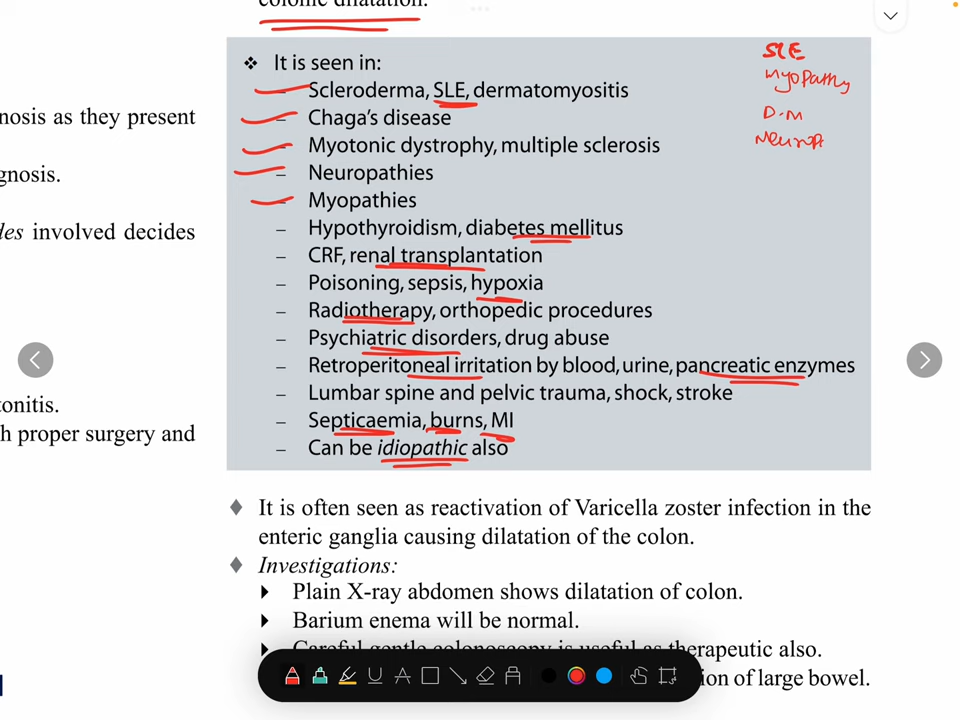 colonic dilatation.
nosis as they present
gnosis.
des involved decides
tonitis.
h proper surgery and
❖ It is seen in:
– Scleroderma, SLE, dermatomyositis
– Chaga's disease
– Myotonic dystrophy, multiple sclerosis
– Neuropathies
– Myopathies
– Hypothyroidism, diabetes mellitus
– CRF, renal transplantation
– Poisoning, sepsis, hypoxia
– Radiotherapy, orthopedic procedures
– Psychiatric disorders, drug abuse
– Retroperitoneal irritation by blood, urine, pancreatic enzymes
– Lumbar spine and pelvic trauma, shock, stroke
– Septicaemia, burns, MI
– Can be idiopathic also
SLE
Myopathy
D.M
Neurop
♦ It is often seen as reactivation of Varicella zoster infection in the
enteric ganglia causing dilatation of the colon.
♦ Investigations:
Plain X-ray abdomen shows dilatation of colon.
Barium enema will be normal.
Careful gentle colonoscopy is useful as therapeutic also.
ion of large bowel.